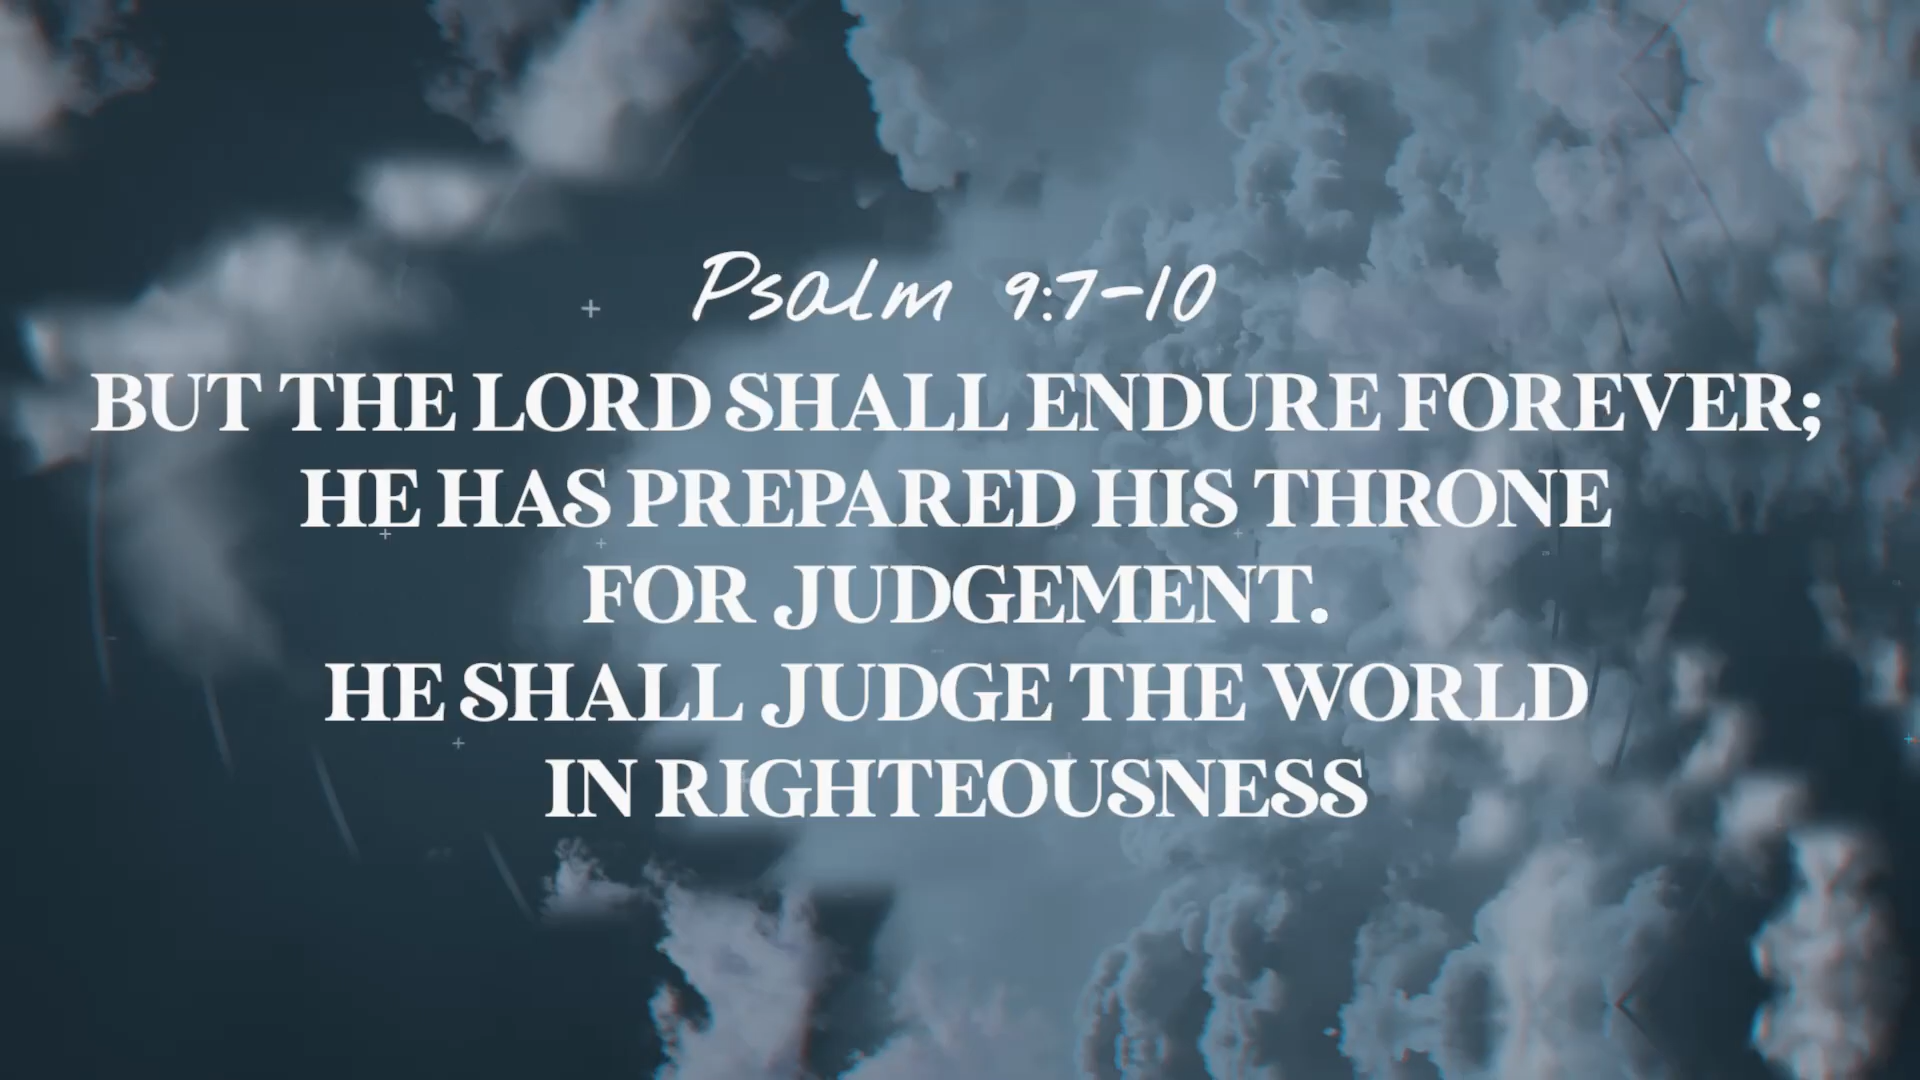 Psalm 9:7-10
BUT THE LORD SHALL ENDURE FOREVER;
HE HAS PREPARED HIS THRONE
FOR JUDGEMENT.
HE SHALL JUDGE THE WORLD
IN RIGHTEOUSNESS